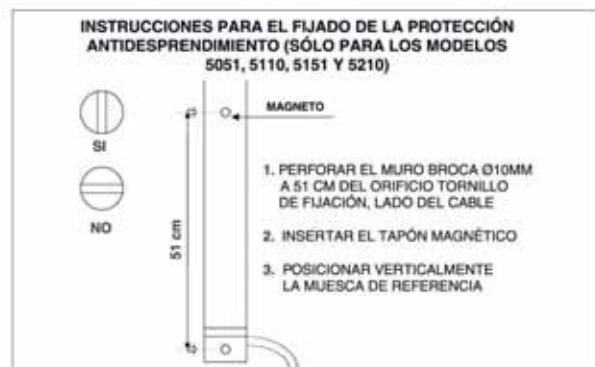 INSTRUCCIONES PARA EL FIJADO DE LA PROTECCIÓN
ANTIDESPRENDIMIENTO (SÓLO PARA LOS MODELOS
5051, 5110, 5151 Y 5210)
MAGNETO
SI
NO
51 cm
1. PERFORAR EL MURO BROCA Ø10MM
A 51 CM DEL ORIFICIO TORNILLO
DE FIJACIÓN, LADO DEL CABLE
2. INSERTAR EL TAPÓN MAGNÉTICO
3. POSICIONAR VERTICALMENTE
LA MUESCA DE REFERENCIA